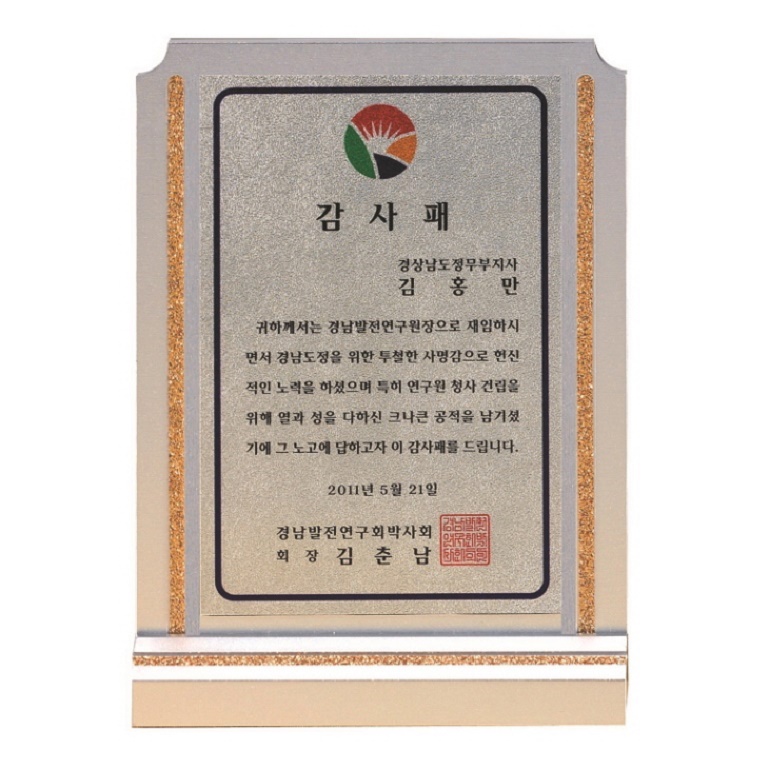 감 사 패
경상남도정무부지사
김 홍 만
귀하께서는 경남발전연구원장으로 재임하시
면서 경남도정을 위한 투철한 사명감으로 헌신
적인 노력을 하셨으며 특히 연구원 청사 건립을
위해 열과 성을 다하신 크나큰 공적을 남기셨
기에 그 노고에 답하고자 이 감사패를 드립니다.
2011년 5월 21일
경남발전연구회박사회
회 장 김 춘 남